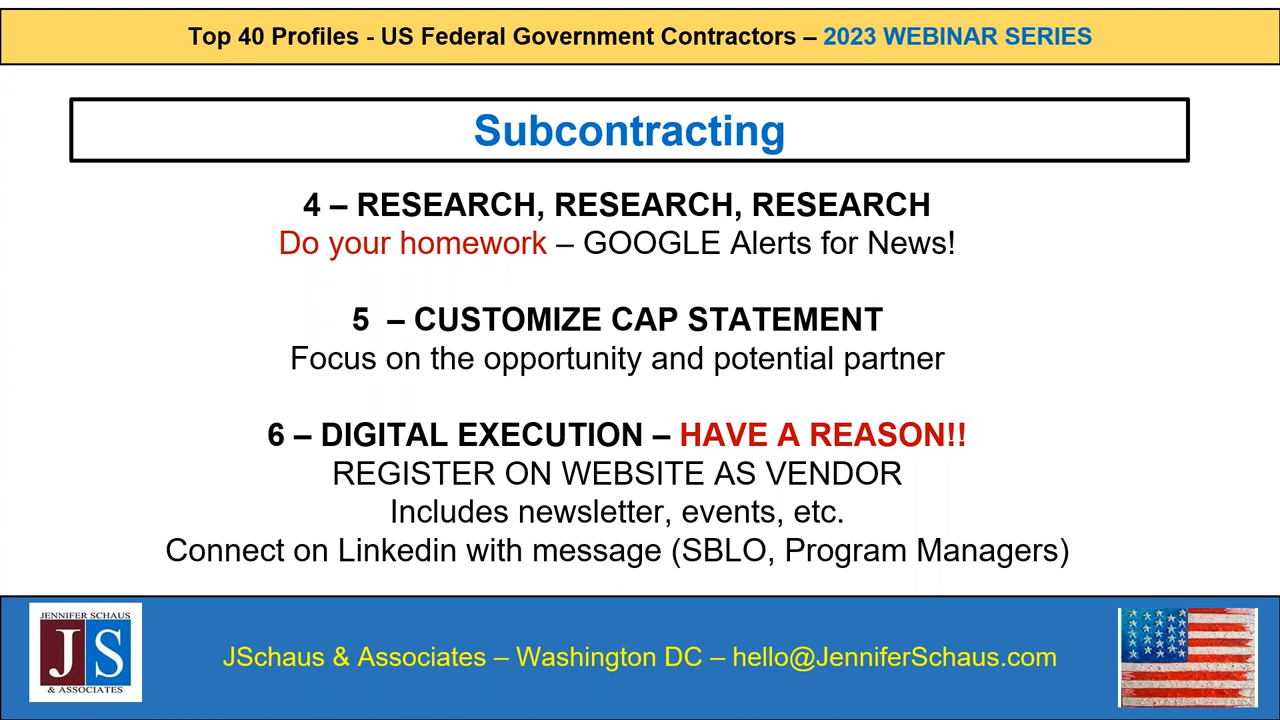 Top 40 Profiles - US Federal Government Contractors – 2023 WEBINAR SERIES
Subcontracting
4 – RESEARCH, RESEARCH, RESEARCH
Do your homework – GOOGLE Alerts for News!
5 – CUSTOMIZE CAP STATEMENT
Focus on the opportunity and potential partner
6 – DIGITAL EXECUTION – HAVE A REASON!!
REGISTER ON WEBSITE AS VENDOR
Includes newsletter, events, etc.
Connect on Linkedin with message (SBLO, Program Managers)
JENNIFER SCHAUS
JS
& ASSOCIATES
JSchaus & Associates – Washington DC – hello@JenniferSchaus.com